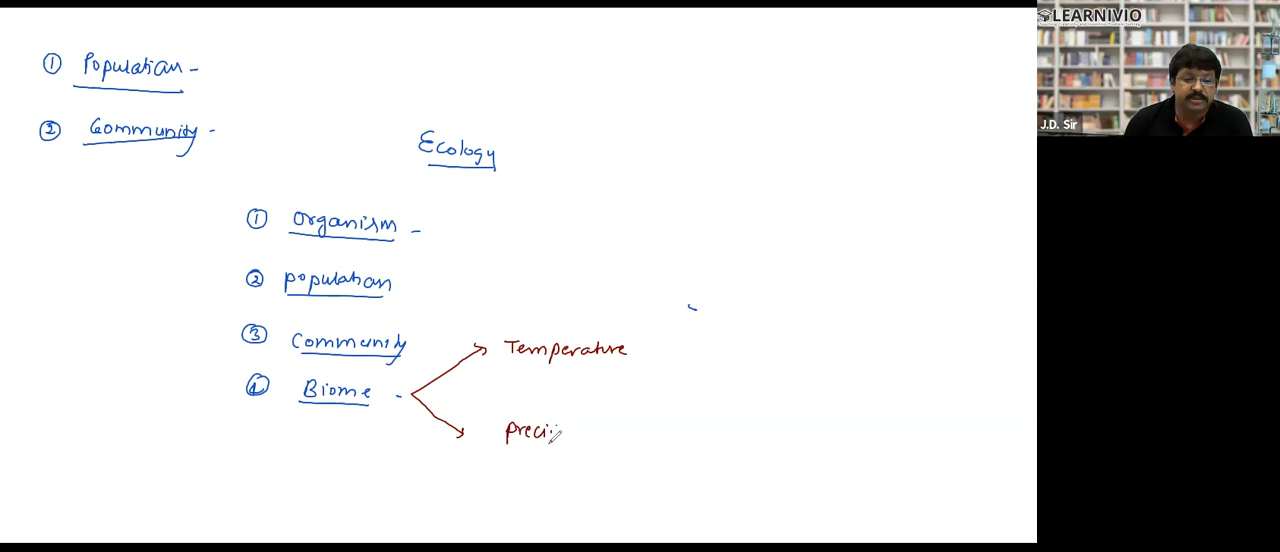 ① Population -
② Community -
Ecology
① Organism -
② population
③ Community
④ Biome -
Temperature
preci
LEARNIVIO
J.D. Sir